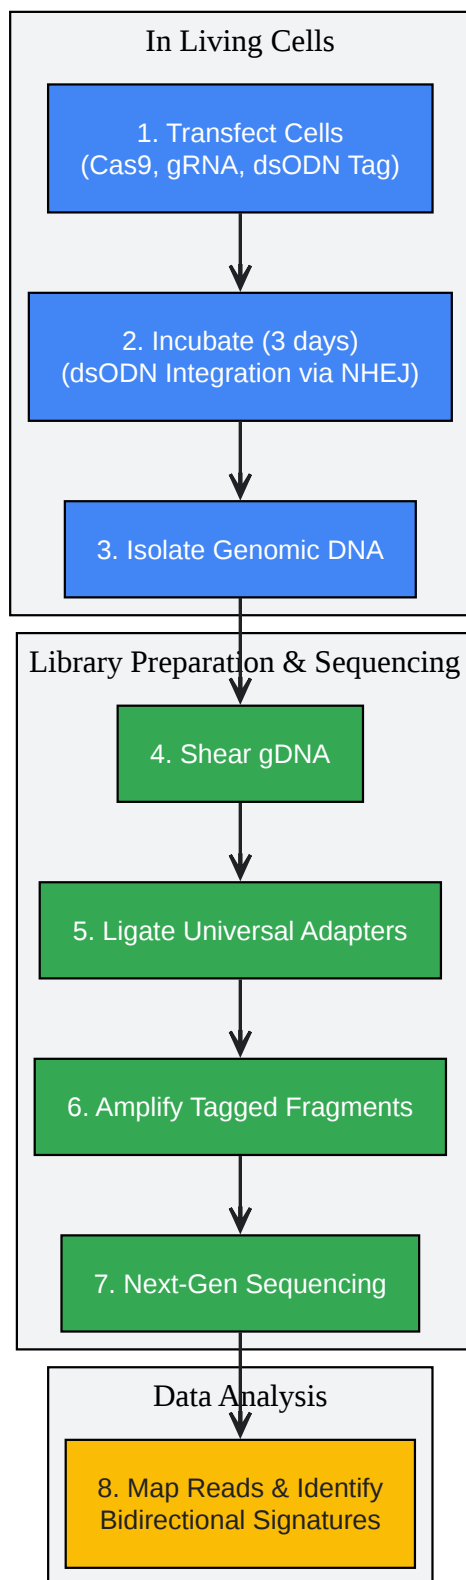 In Living Cells
1. Transfect Cells
(Cas9, gRNA, dsODN Tag)
2. Incubate (3 days)
(dsODN Integration via NHEJ)
3. Isolate Genomic DNA
Library Preparation & Sequencing
4. Shear gDNA
5. Ligate Universal Adapters
6. Amplify Tagged Fragments
7. Next-Gen Sequencing
Data Analysis
8. Map Reads & Identify
Bidirectional Signatures